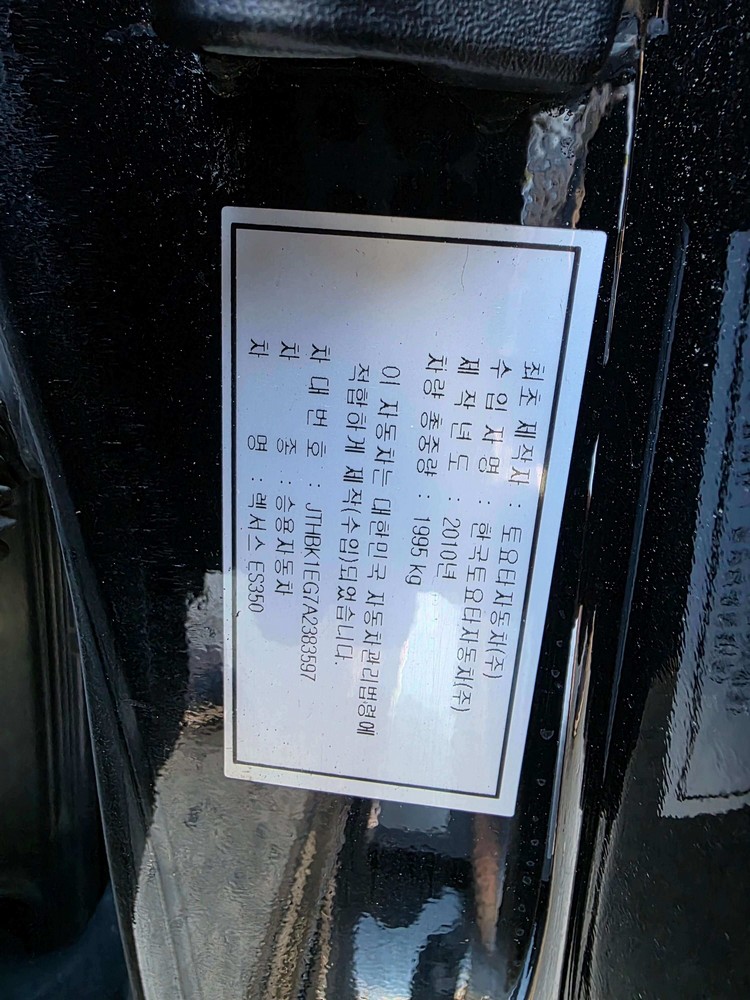 최초 제작자 : 토요타자동차(주)
수 입 자 명 : 한국토요타자동차(주)
제 작 년 도 : 2010년
차량 총중량 : 1995 kg
이 자동차는 대한민국 자동차관리법령에
적합하게 제작(수입)되었습니다.
차 대 번 호 : JTHBK1EG7A2383597
차 종 : 승용자동차
차 명 : 렉서스 ES350